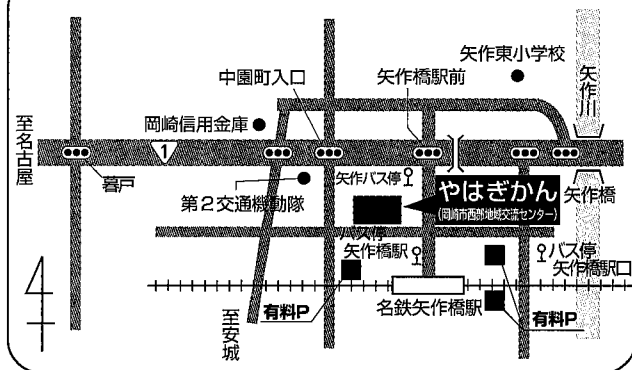 矢作東小学校
中園町入口
矢作橋駅前
矢作川
岡崎信用金庫
至名古屋
1
暮戸
第2交通機動隊
矢作バス停
やはぎかん
(岡崎市西部地域交流センター)
矢作橋
バス停
矢作橋駅
バス停
矢作橋駅口
有料P
名鉄矢作橋駅
有料P
至安城